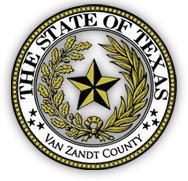 THE STATE OF TEXAS
VAN ZANDT COUNTY